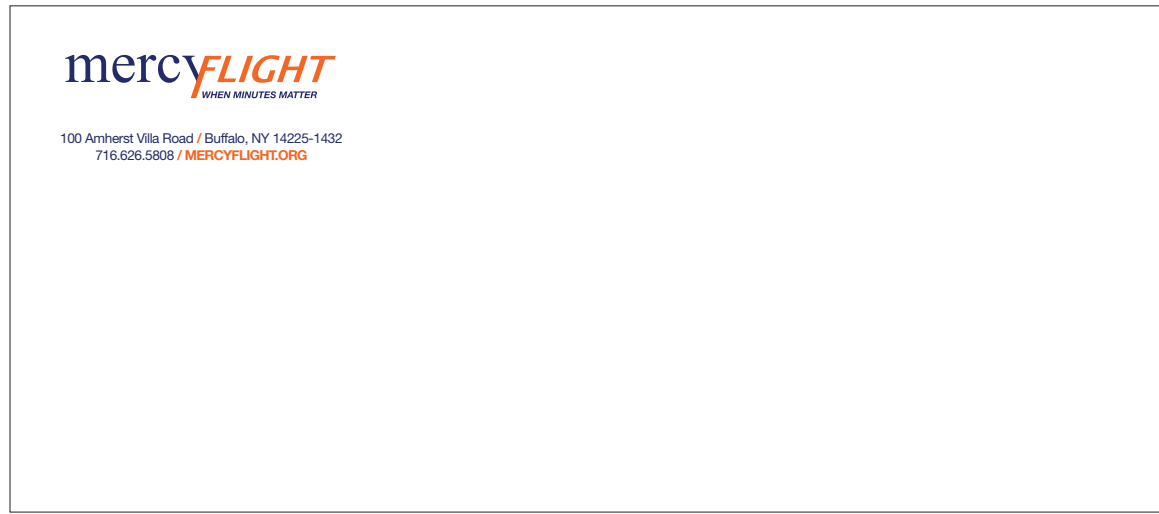 mercyFLIGHT
WHEN MINUTES MATTER
100 Amherst Villa Road / Buffalo, NY 14225-1432
716.626.5808 / MERCYFLIGHT.ORG